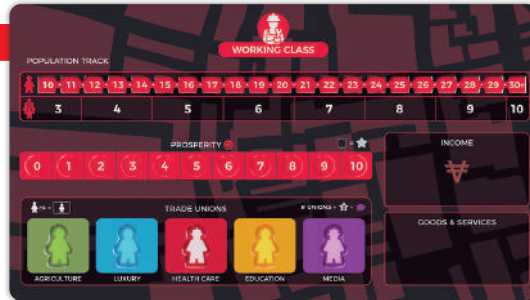 WORKING CLASS
POPULATION TRACK
10 11 12 13 14 15 16 17 18 19 20 21 22 23 24 25 26 27 28 29 30+
3 4 5 6 7 8 9 10
PROSPERITY
INCOME
0 1 2 3 4 5 6 7 8 9 10
TRADE UNIONS
# UNIONS =
GOODS & SERVICES
AGRICULTURE LUXURY HEALTH CARE EDUCATION MEDIA